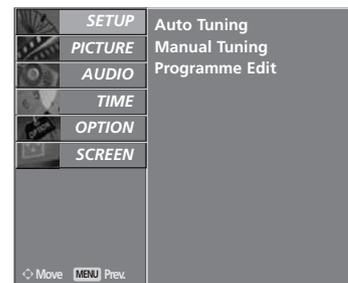 SETUP
PICTURE
AUDIO
TIME
OPTION
SCREEN
Auto Tuning
Manual Tuning
Programme Edit
Move MENU Prev.